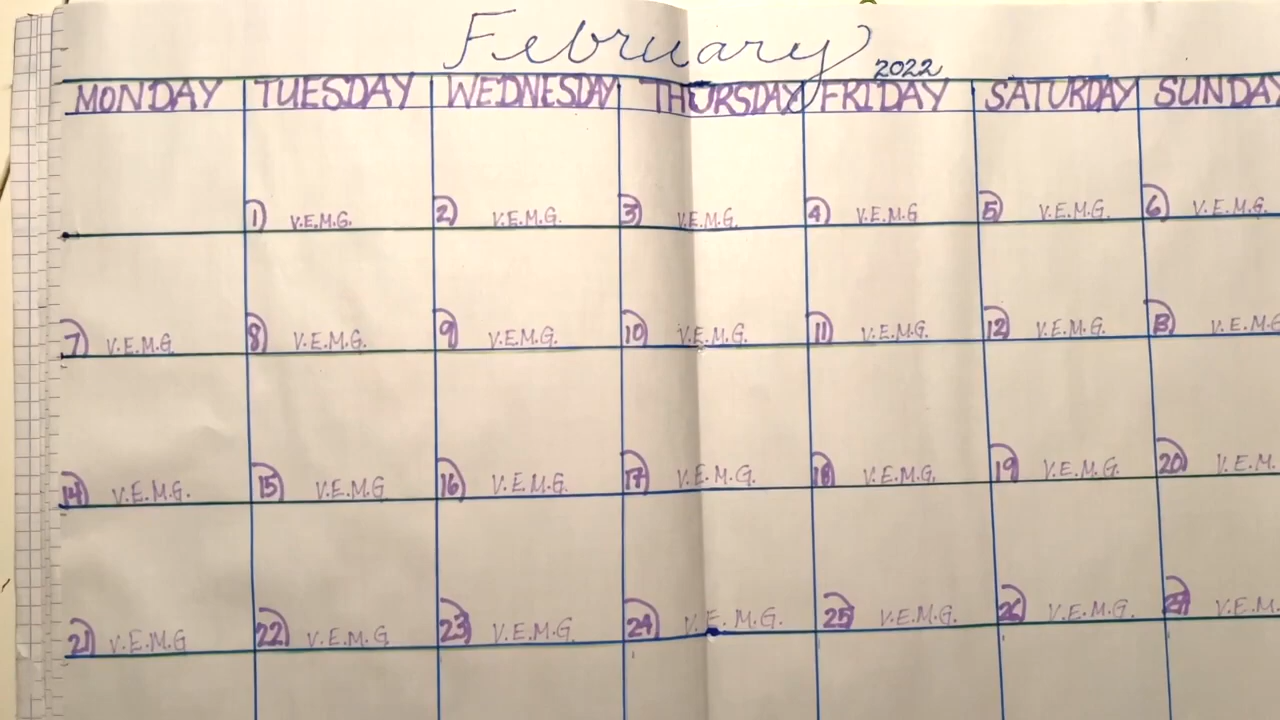 February
2022
MONDAY TUESDAY WEDNESDAY THURSDAY FRIDAY SATURDAY SUNDAY
1 V.E.M.G. 2 V.E.M.G. 3 V.E.M.G. 4 V.E.M.G 5 V.E.M.G. 6 V.E.M.G.
7 V.E.M.G. 8 V.E.M.G. 9 V.E.M.G. 10 V.E.M.G. 11 V.E.M.G. 12 V.E.M.G. 13 V.E.M.G
14 V.E.M.G. 15 V.E.M.G 16 V.E.M.G. 17 V.E.M.G. 18 V.E.M.G. 19 V.E.M.G. 20 V.E.M.
21 V.E.M.G 22 V.E.M.G 23 V.E.M.G. 24 V.E.M.G. 25 V.E.M.G. 26 V.E.M.G. 27 V.E.M.